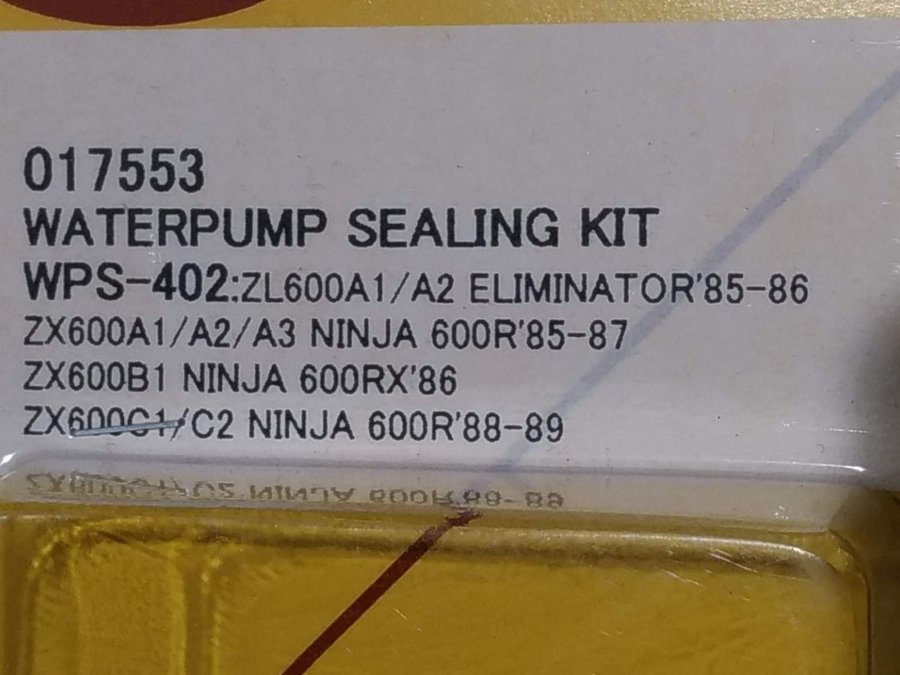 017553
WATERPUMP SEALING KIT
WPS-402:ZL600A1/A2 ELIMINATOR'85-86
ZX600A1/A2/A3 NINJA 600R'85-87
ZX600B1 NINJA 600RX'86
ZX600C1/C2 NINJA 600R'88-89